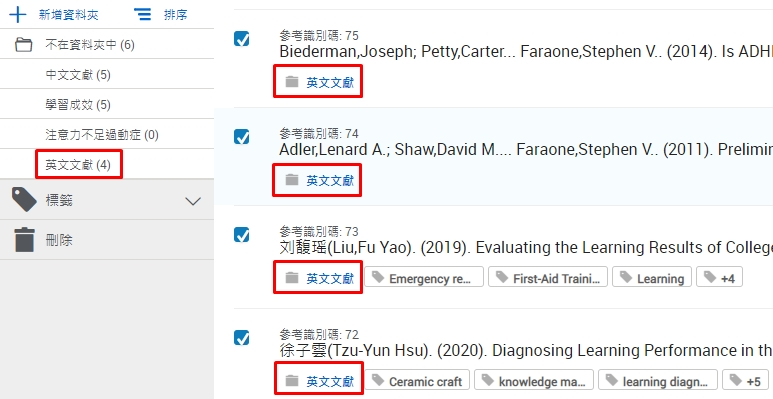 新增資料夾 排序
不在資料夾中 (6)
中文文獻 (5)
學習成效 (5)
注意力不足過動症 (0)
英文文獻 (4)
標籤
刪除
參考識別碼: 75
Biederman,Joseph; Petty,Carter... Faraone,Stephen V.. (2014). Is ADH
英文文獻
參考識別碼: 74
Adler,Lenard A.; Shaw,David M.... Faraone,Stephen V.. (2011). Prelimin
英文文獻
參考識別碼: 73
刘馥瑶(Liu,Fu Yao). (2019). Evaluating the Learning Results of College
英文文獻 Emergency re... First-Aid Traini... Learning +4
參考識別碼: 72
徐子雲(Tzu-Yun Hsu). (2020). Diagnosing Learning Performance in th
英文文獻 Ceramic craft knowledge ma... learning diagn... +5